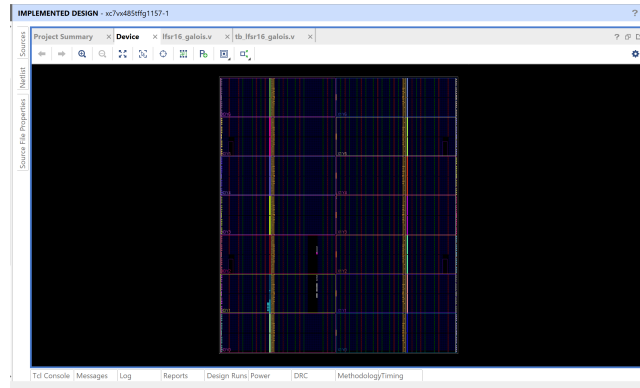 IMPLEMENTED DESIGN - xc7vx485tffg1157-1
?
Sources
Netlist
Source File Properties
Project Summary × Device × lfsr16_galois.v × tb_lfsr16_galois.v ×
?
Tcl Console Messages Log Reports Design Runs Power DRC Methodology Timing